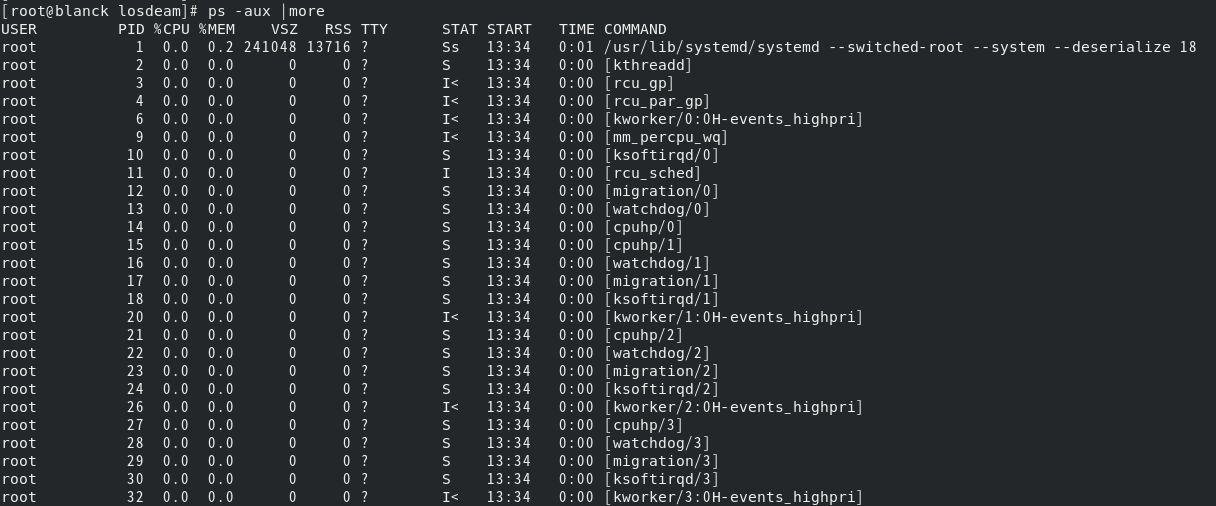 [root@blanck losdeam]# ps -aux |more
USER         PID %CPU %MEM    VSZ   RSS TTY      STAT START   TIME COMMAND
root           1  0.0  0.2 241048 13716 ?        Ss   13:34   0:01 /usr/lib/systemd/systemd --switched-root --system --deserialize 18
root           2  0.0  0.0      0     0 ?        S    13:34   0:00 [kthreadd]
root           3  0.0  0.0      0     0 ?        I<   13:34   0:00 [rcu_gp]
root           4  0.0  0.0      0     0 ?        I<   13:34   0:00 [rcu_par_gp]
root           6  0.0  0.0      0     0 ?        I<   13:34   0:00 [kworker/0:0H-events_highpri]
root           9  0.0  0.0      0     0 ?        I<   13:34   0:00 [mm_percpu_wq]
root          10  0.0  0.0      0     0 ?        S    13:34   0:00 [ksoftirqd/0]
root          11  0.0  0.0      0     0 ?        I    13:34   0:00 [rcu_sched]
root          12  0.0  0.0      0     0 ?        S    13:34   0:00 [migration/0]
root          13  0.0  0.0      0     0 ?        S    13:34   0:00 [watchdog/0]
root          14  0.0  0.0      0     0 ?        S    13:34   0:00 [cpuhp/0]
root          15  0.0  0.0      0     0 ?        S    13:34   0:00 [cpuhp/1]
root          16  0.0  0.0      0     0 ?        S    13:34   0:00 [watchdog/1]
root          17  0.0  0.0      0     0 ?        S    13:34   0:00 [migration/1]
root          18  0.0  0.0      0     0 ?        S    13:34   0:00 [ksoftirqd/1]
root          20  0.0  0.0      0     0 ?        I<   13:34   0:00 [kworker/1:0H-events_highpri]
root          21  0.0  0.0      0     0 ?        S    13:34   0:00 [cpuhp/2]
root          22  0.0  0.0      0     0 ?        S    13:34   0:00 [watchdog/2]
root          23  0.0  0.0      0     0 ?        S    13:34   0:00 [migration/2]
root          24  0.0  0.0      0     0 ?        S    13:34   0:00 [ksoftirqd/2]
root          26  0.0  0.0      0     0 ?        I<   13:34   0:00 [kworker/2:0H-events_highpri]
root          27  0.0  0.0      0     0 ?        S    13:34   0:00 [cpuhp/3]
root          28  0.0  0.0      0     0 ?        S    13:34   0:00 [watchdog/3]
root          29  0.0  0.0      0     0 ?        S    13:34   0:00 [migration/3]
root          30  0.0  0.0      0     0 ?        S    13:34   0:00 [ksoftirqd/3]
root          32  0.0  0.0      0     0 ?        I<   13:34   0:00 [kworker/3:0H-events_highpri]